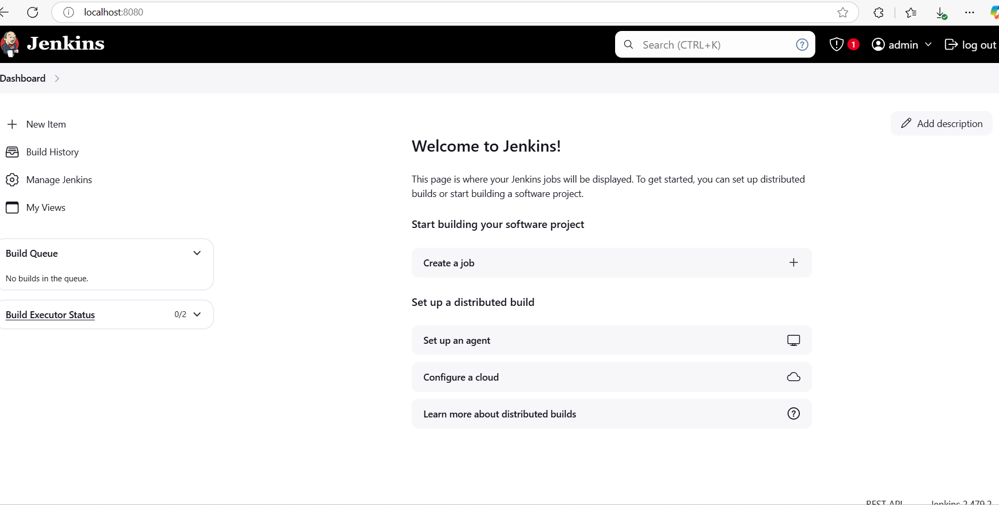 localhost:8080
Jenkins
Search (CTRL+K)
1
admin
log out
Dashboard
New Item
Build History
Manage Jenkins
My Views
Build Queue
No builds in the queue.
Build Executor Status 0/2
Add description
Welcome to Jenkins!
This page is where your Jenkins jobs will be displayed. To get started, you can set up distributed
builds or start building a software project.
Start building your software project
Create a job
Set up a distributed build
Set up an agent
Configure a cloud
Learn more about distributed builds
REST API
Jenkins 2.479.2